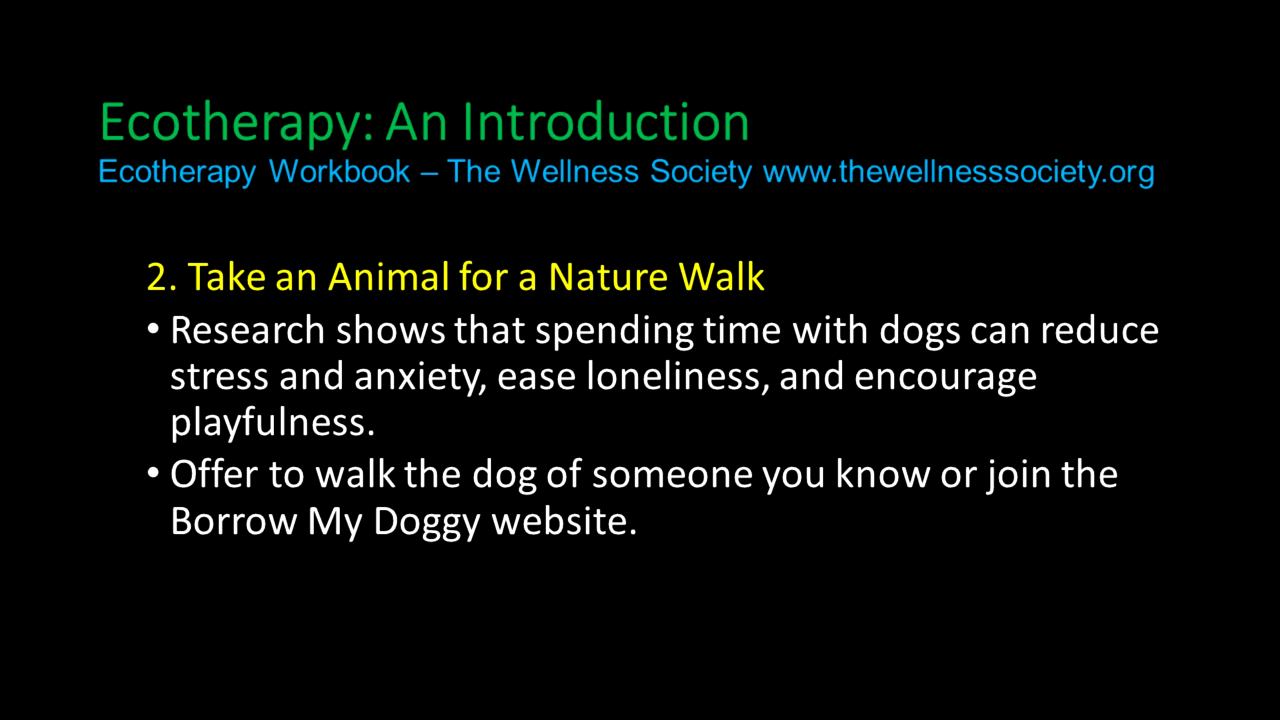 Ecotherapy: An Introduction
Ecotherapy Workbook – The Wellness Society www.thewellnesssociety.org
2. Take an Animal for a Nature Walk
• Research shows that spending time with dogs can reduce
stress and anxiety, ease loneliness, and encourage
playfulness.
• Offer to walk the dog of someone you know or join the
Borrow My Doggy website.